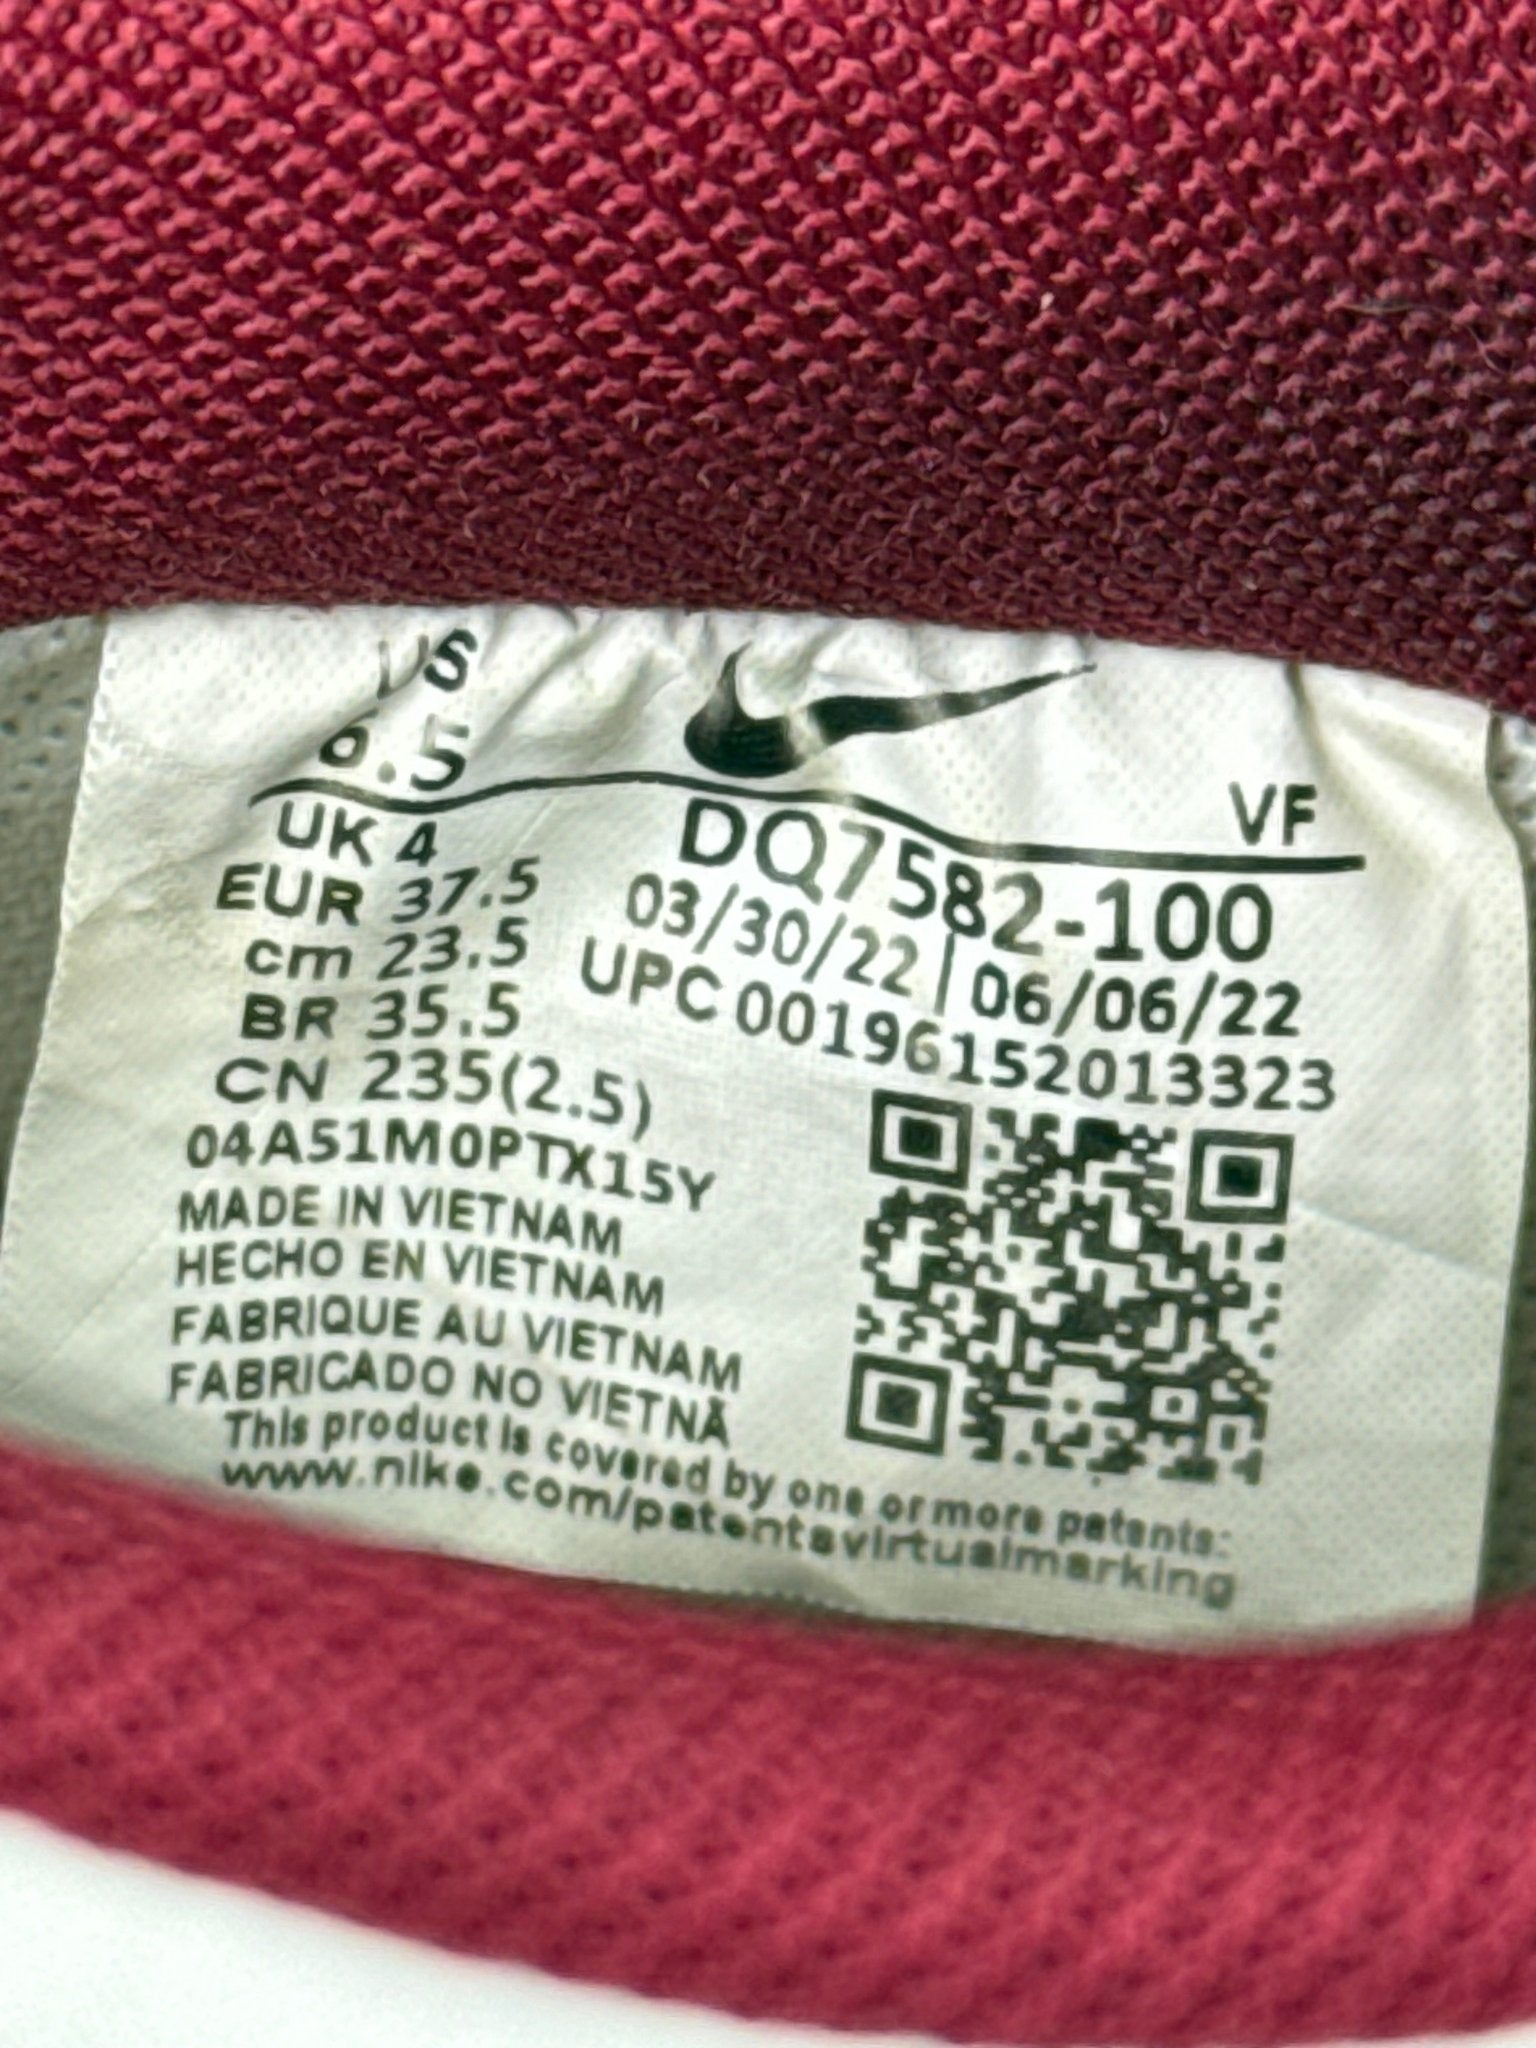 US
6.5
VF
UK 4
EUR 37.5
cm 23.5
BR 35.5
CN 235(2.5)
DQ7582-100
03/30/22 | 06/06/22
UPC 00196152013323
04A51M0PTX15Y
MADE IN VIETNAM
HECHO EN VIETNAM
FABRIQUE AU VIETNAM
FABRICADO NO VIETNÃ
This product is covered by one or more patents:
www.nike.com/patentsvirtualmarking